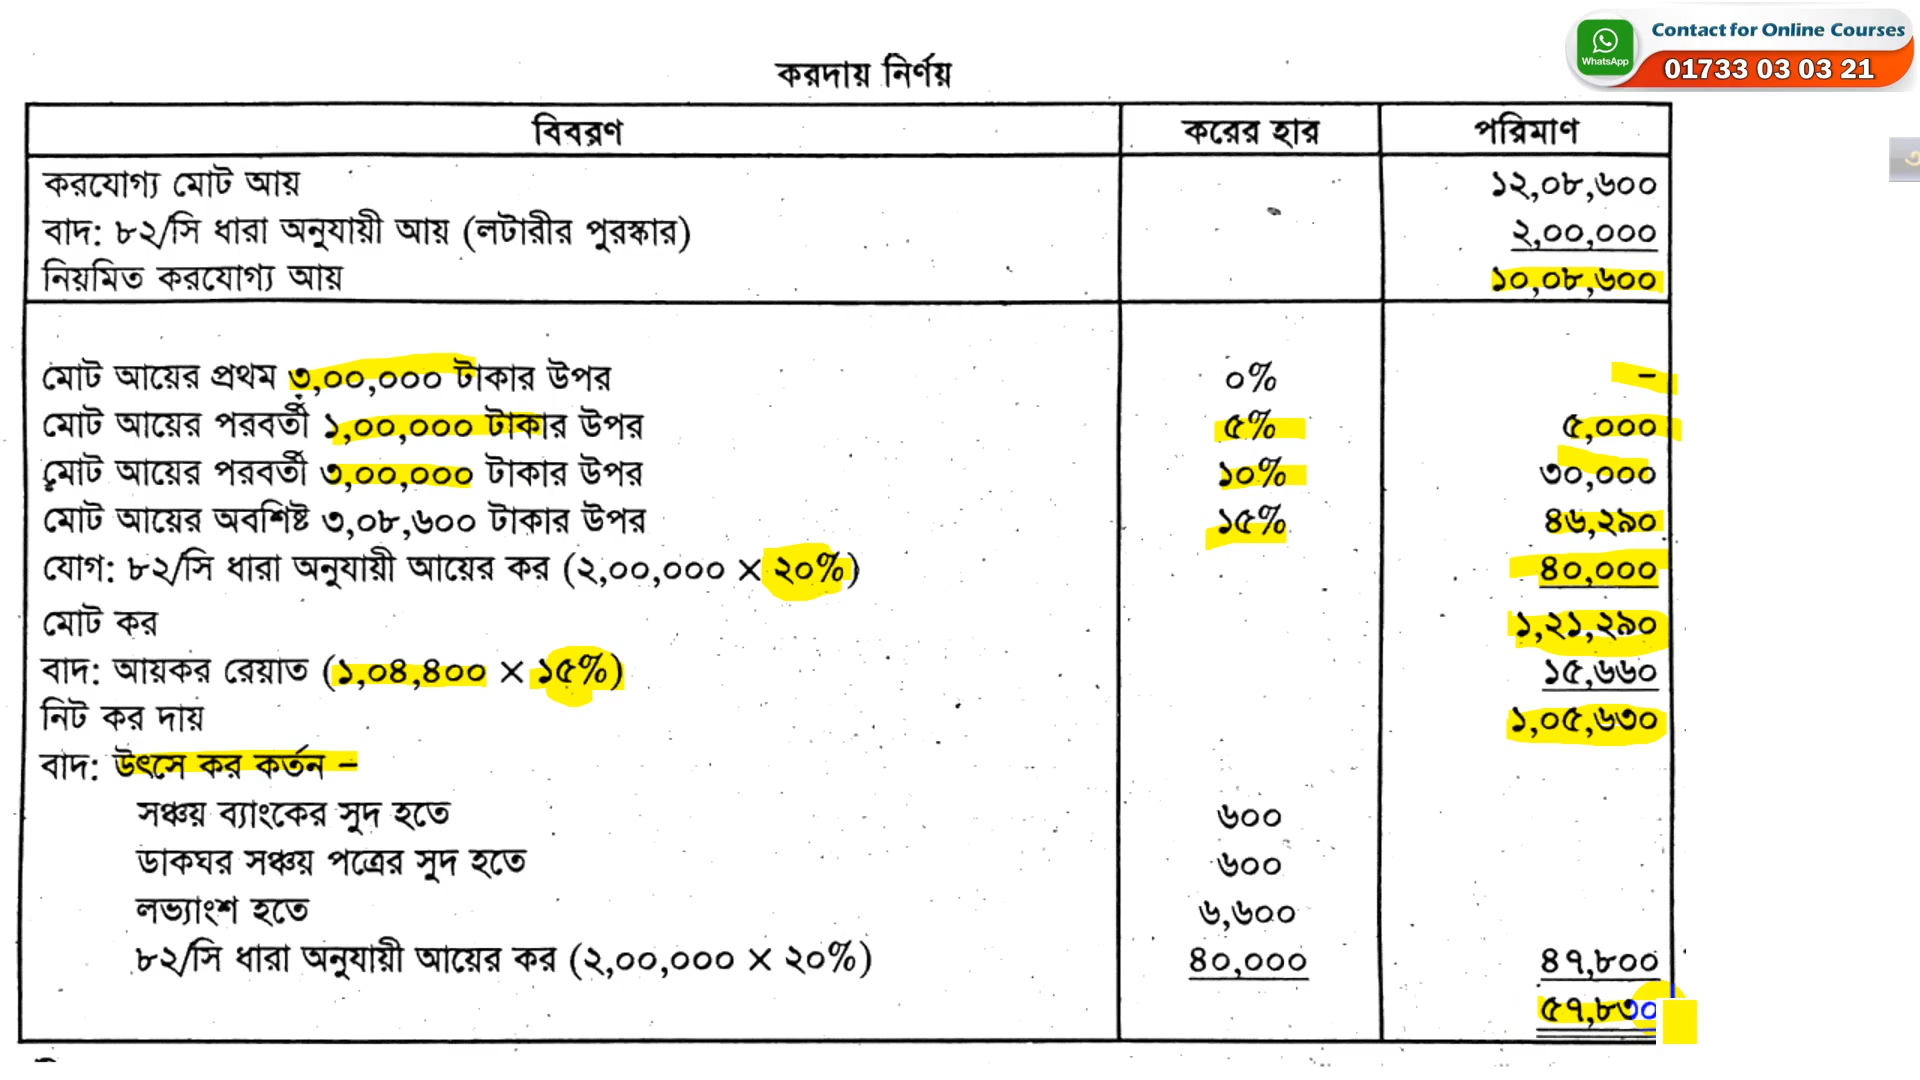 Contact for Online Courses
WhatsApp
01733 03 03 21
করদায় নির্ণয়
বিবরণ করের হার পরিমাণ
করযোগ্য মোট আয় ১২,০৮,৬০০
বাদ: ৮২/সি ধারা অনুযায়ী আয় (লটারীর পুরস্কার) ২,০০,০০০
নিয়মিত করযোগ্য আয় ১০,০৮,৬০০
মোট আয়ের প্রথম ৩,০০,০০০ টাকার উপর ০% –
মোট আয়ের পরবর্তী ১,০০,০০০ টাকার উপর ৫% ৫,০০০
মোট আয়ের পরবর্তী ৩,০০,০০০ টাকার উপর ১০% ৩০,০০০
মোট আয়ের অবশিষ্ট ৩,০৮,৬০০ টাকার উপর ১৫% ৪৬,২৯০
যোগ: ৮২/সি ধারা অনুযায়ী আয়ের কর (২,০০,০০০ × ২০%) ৪০,০০০
মোট কর ১,২১,২৯০
বাদ: আয়কর রেয়াত (১,০৪,৪০০ × ১৫%) ১৫,৬৬০
নিট কর দায় ১,০৫,৬৩০
বাদ: উৎসে কর কর্তন –
সঞ্চয় ব্যাংকের সুদ হতে ৬০০
ডাকঘর সঞ্চয় পত্রের সুদ হতে ৬০০
লভ্যাংশ হতে ৬,৬০০
৮২/সি ধারা অনুযায়ী আয়ের কর (২,০০,০০০ × ২০%) ৪০,০০০ ৪৭,৮০০
৫৭,৮৩০